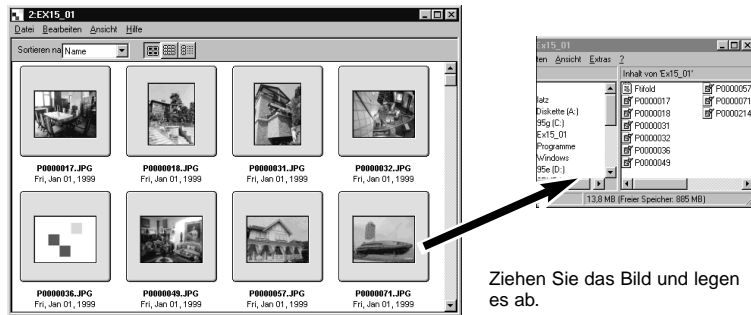 2:EX15_01
Datei Bearbeiten Ansicht Hilfe
Sortieren na Name
P0000017.JPG
Fri, Jan 01, 1999
P0000018.JPG
Fri, Jan 01, 1999
P0000031.JPG
Fri, Jan 01, 1999
P0000032.JPG
Fri, Jan 01, 1999
P0000036.JPG
Fri, Jan 01, 1999
P0000049.JPG
Fri, Jan 01, 1999
P0000057.JPG
Fri, Jan 01, 1999
P0000071.JPG
Fri, Jan 01, 1999
Ex15_01
ten Ansicht Extras ?
Inhalt von 'Ex15_01'
latz
Diskette (A:)
95g (C:)
Ex15_01
Programme
Windows
95e (D:)
Ftifold
P0000017
P0000018
P0000031
P0000032
P0000036
P0000049
P0000057
P0000071
P0000214
13,8 MB (Freier Speicher: 885 MB)
Ziehen Sie das Bild und legen
es ab.